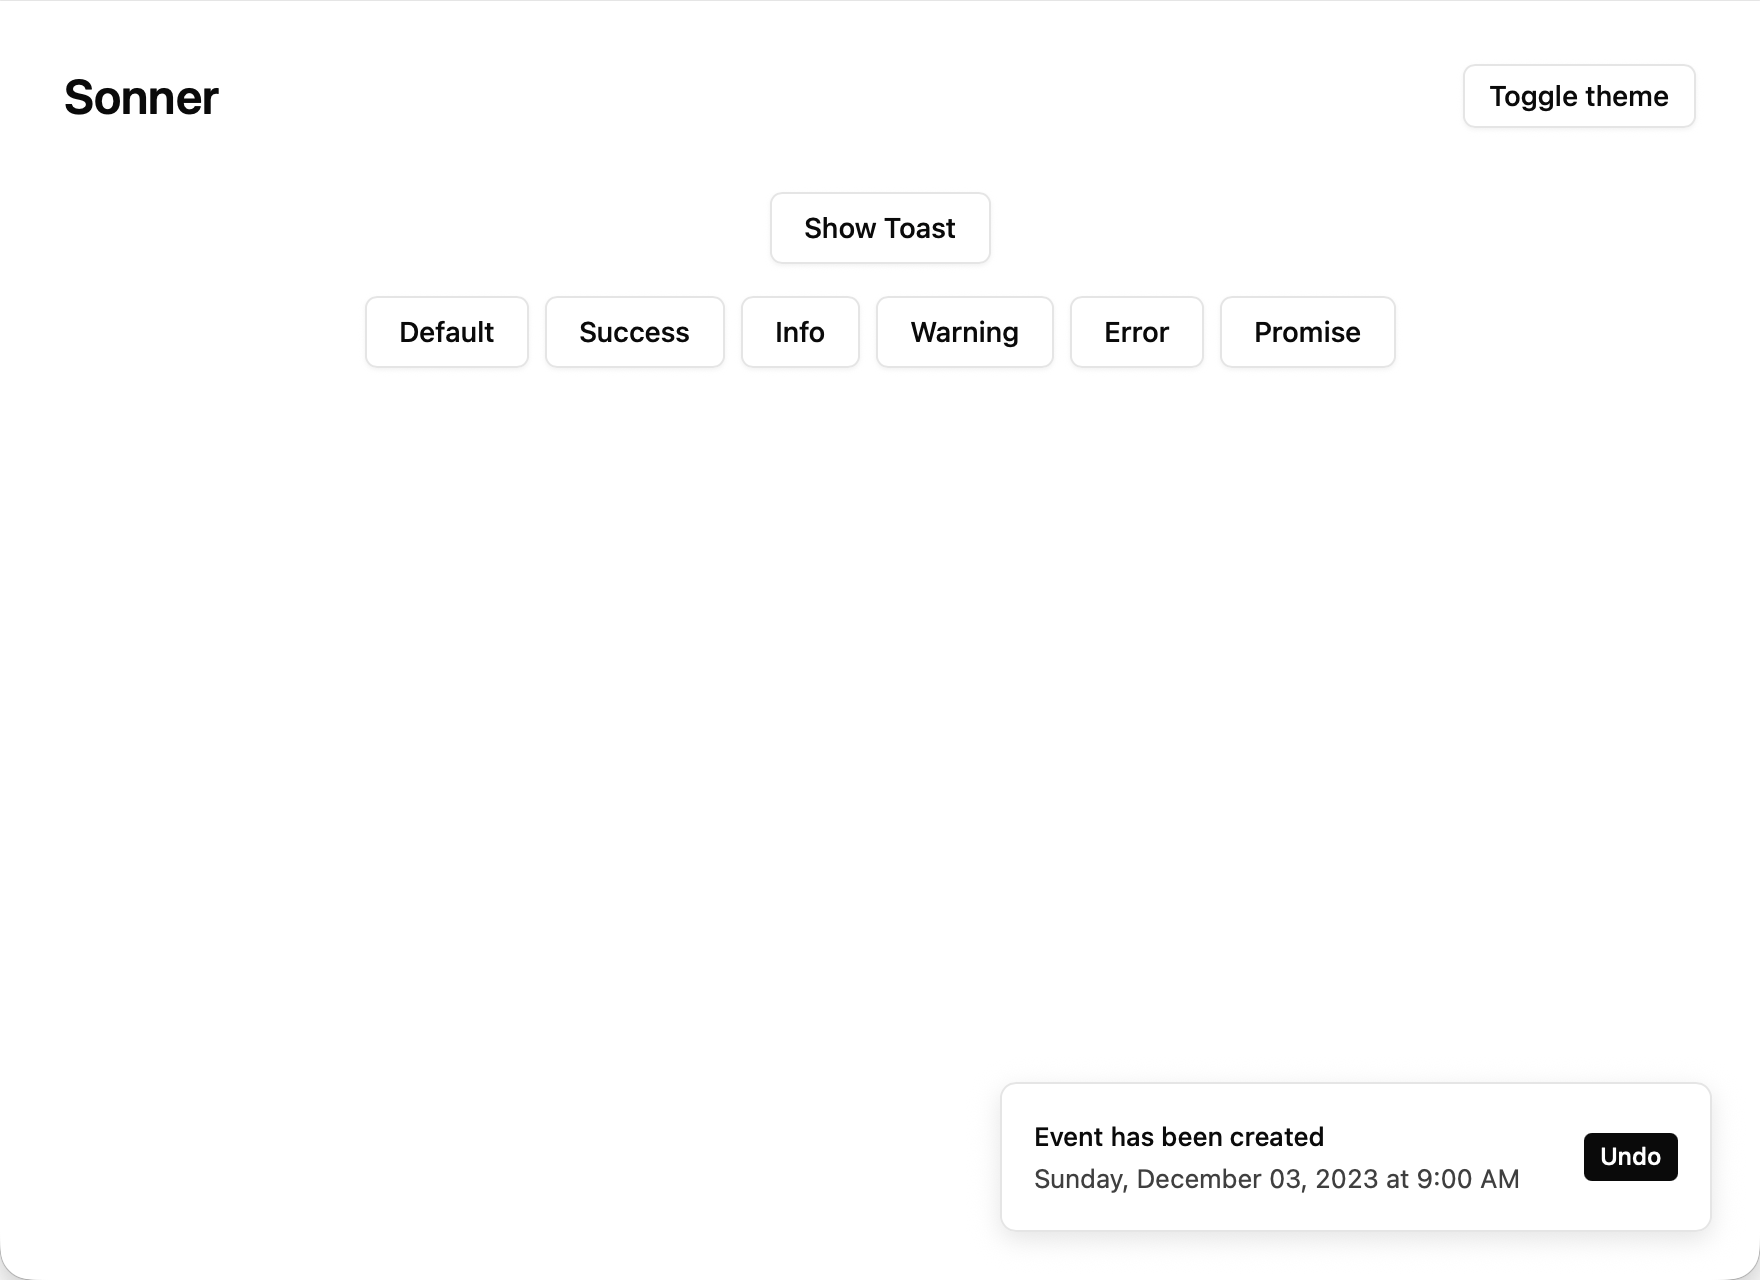 Sonner
Toggle theme
Show Toast
Default
Success
Info
Warning
Error
Promise
Event has been created
Sunday, December 03, 2023 at 9:00 AM
Undo